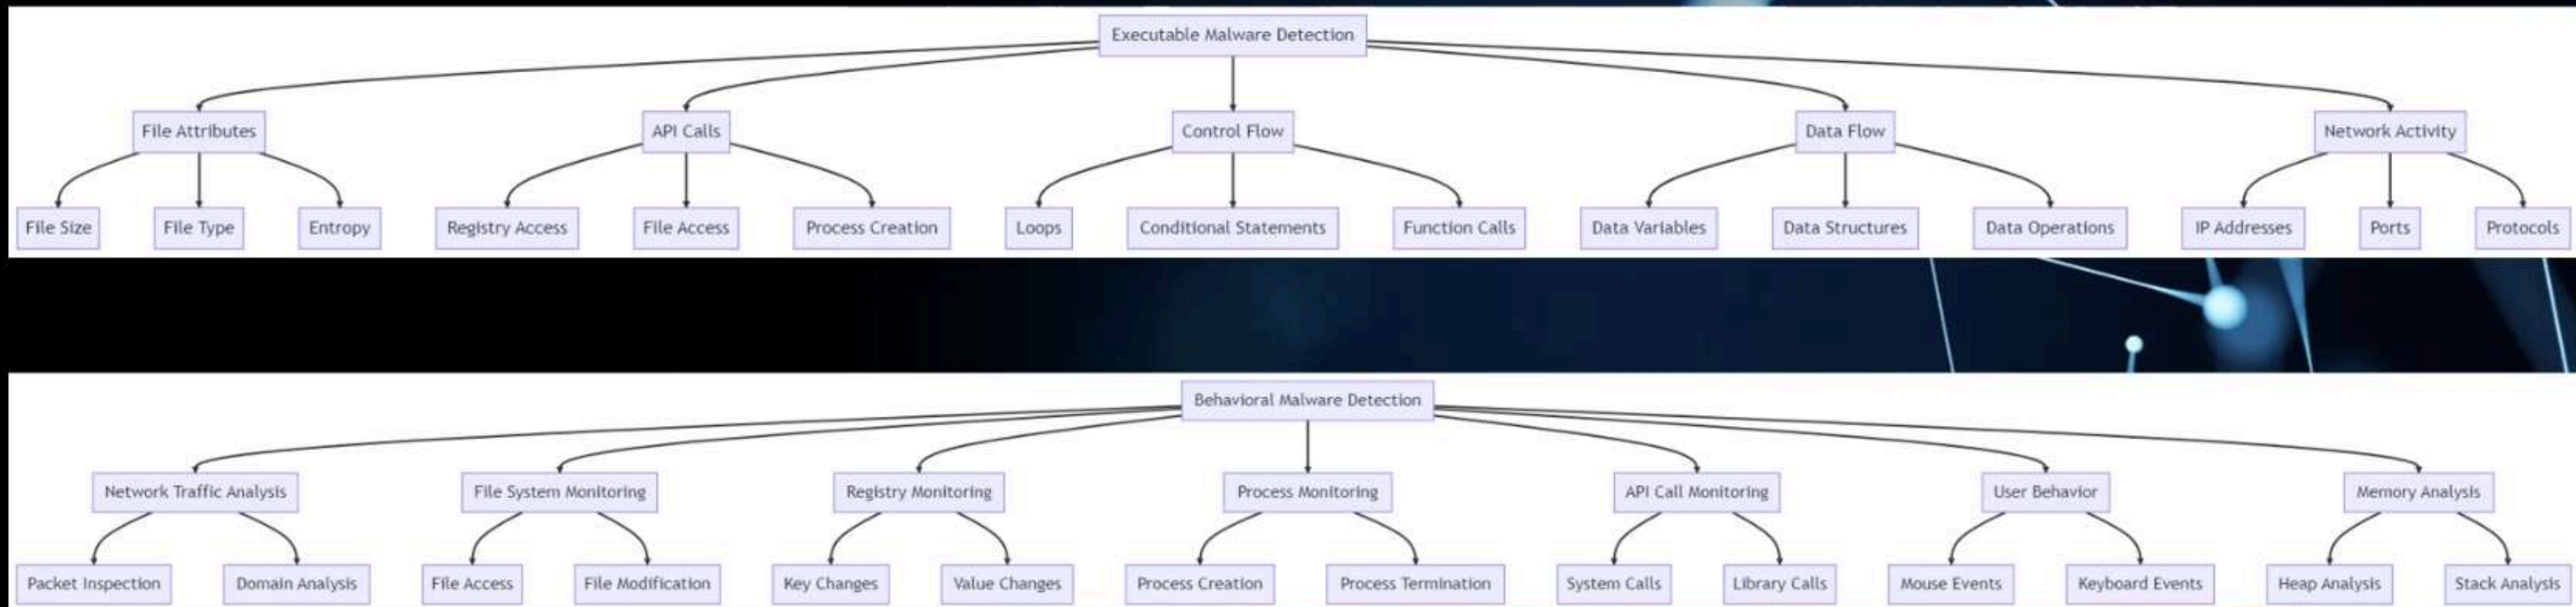 Executable Malware Detection
File Attributes API Calls Control Flow Data Flow Network Activity
File Size File Type Entropy Registry Access File Access Process Creation Loops Conditional Statements Function Calls Data Variables Data Structures Data Operations IP Addresses Ports Protocols
Behavioral Malware Detection
Network Traffic Analysis File System Monitoring Registry Monitoring Process Monitoring API Call Monitoring User Behavior Memory Analysis
Packet Inspection Domain Analysis File Access File Modification Key Changes Value Changes Process Creation Process Termination System Calls Library Calls Mouse Events Keyboard Events Heap Analysis Stack Analysis